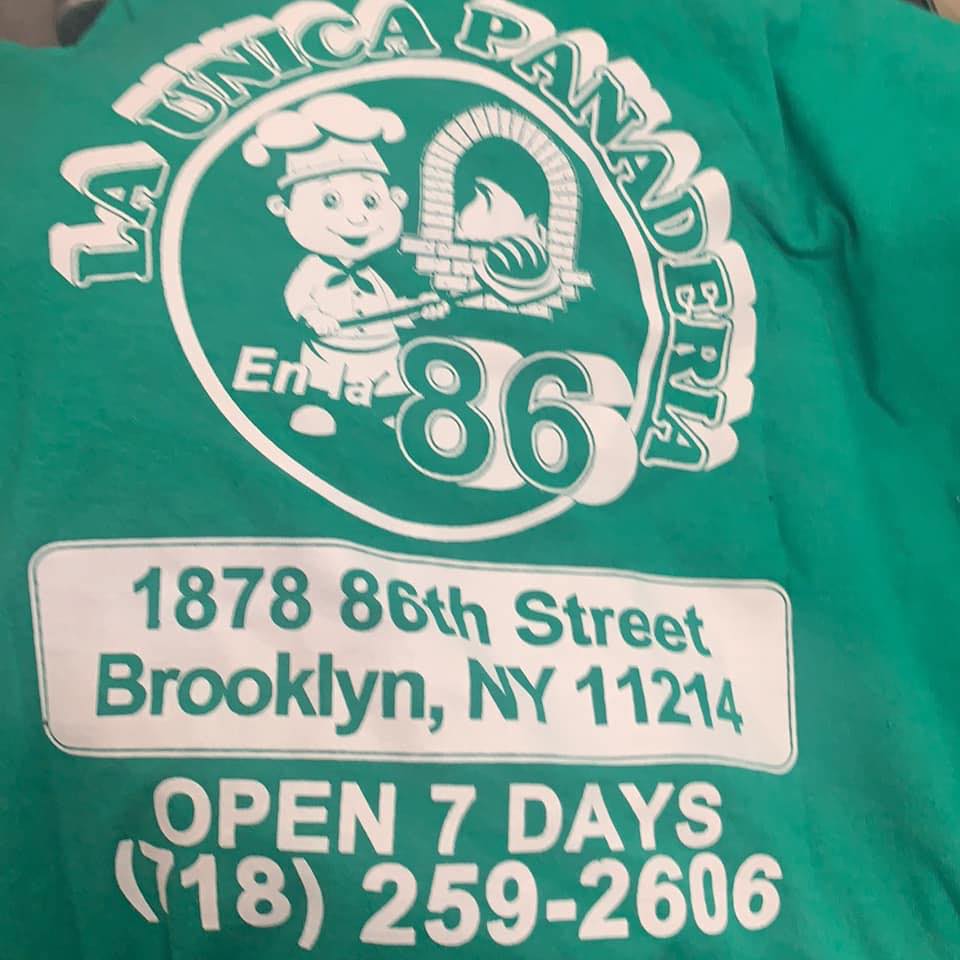 LA UNICA PANADERIA
En la 86
1878 86th Street
Brooklyn, NY 11214
OPEN 7 DAYS
(718) 259-2606